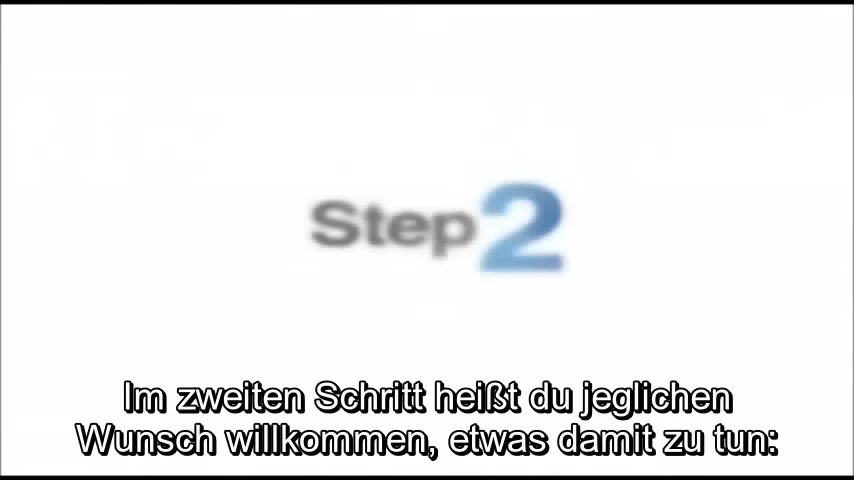 Step 2
Im zweiten Schritt heißt du jeglichen
Wunsch willkommen, etwas damit zu tun: